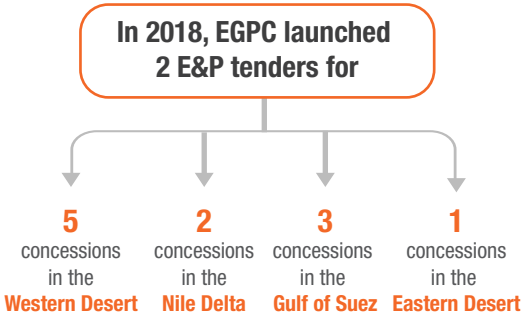 In 2018, EGPC launched
2 E&P tenders for
5
concessions
in the
Western Desert
2
concessions
in the
Nile Delta
3
concessions
in the
Gulf of Suez
1
concessions
in the
Eastern Desert